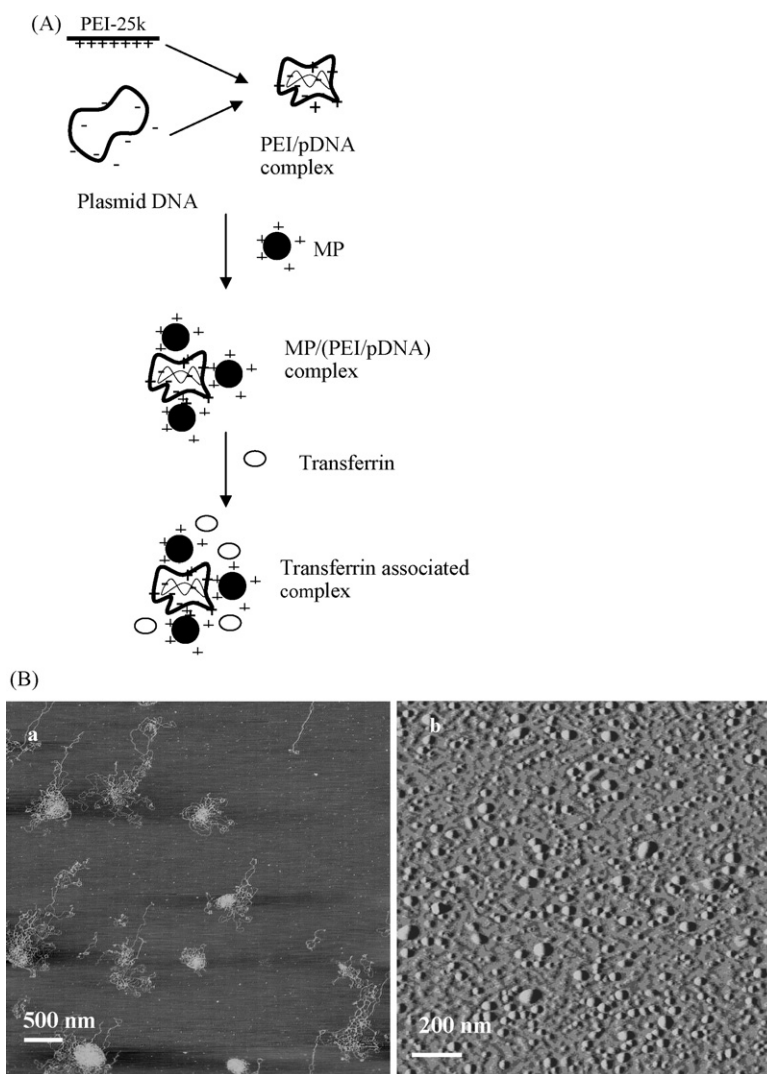 (A)
PEI-25k
+++++++
Plasmid DNA
PEI/pDNA
complex
MP
MP/(PEI/pDNA)
complex
Transferrin
Transferrin associated
complex
(B)
a
500 nm
b
200 nm